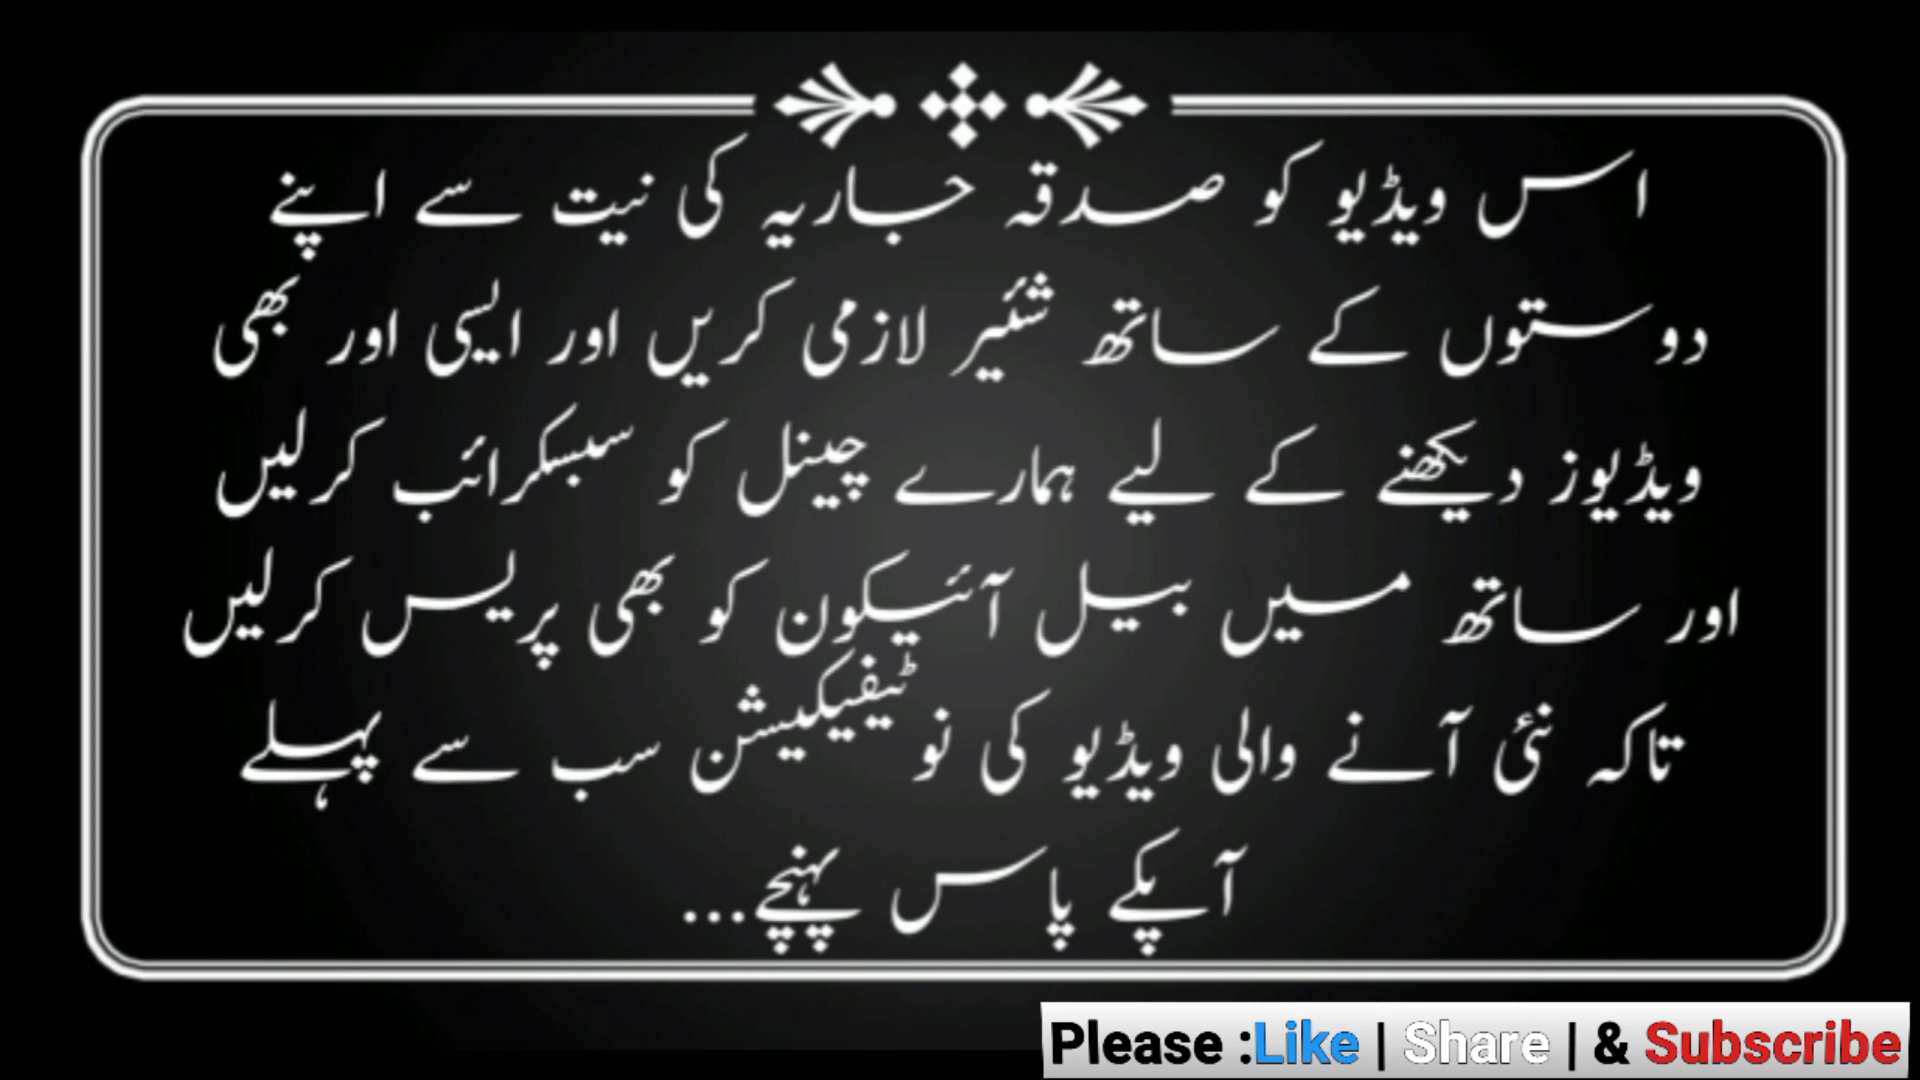 اس ویڈیو کو صدقہ جاریہ کی نیت سے اپنے
دوستوں کے ساتھ شئیر لازمی کریں اور ایسی اور بھی
ویڈیوز دیکھنے کے لیے ہمارے چینل کو سبسکرائب کرلیں
اور ساتھ میں بیل آئیکون کو بھی پریس کرلیں
تاکہ نئی آنے والی ویڈیو کی نوٹیفیکیشن سب سے پہلے
آپکے پاس پہنچے...
Please :Like | Share | & Subscribe